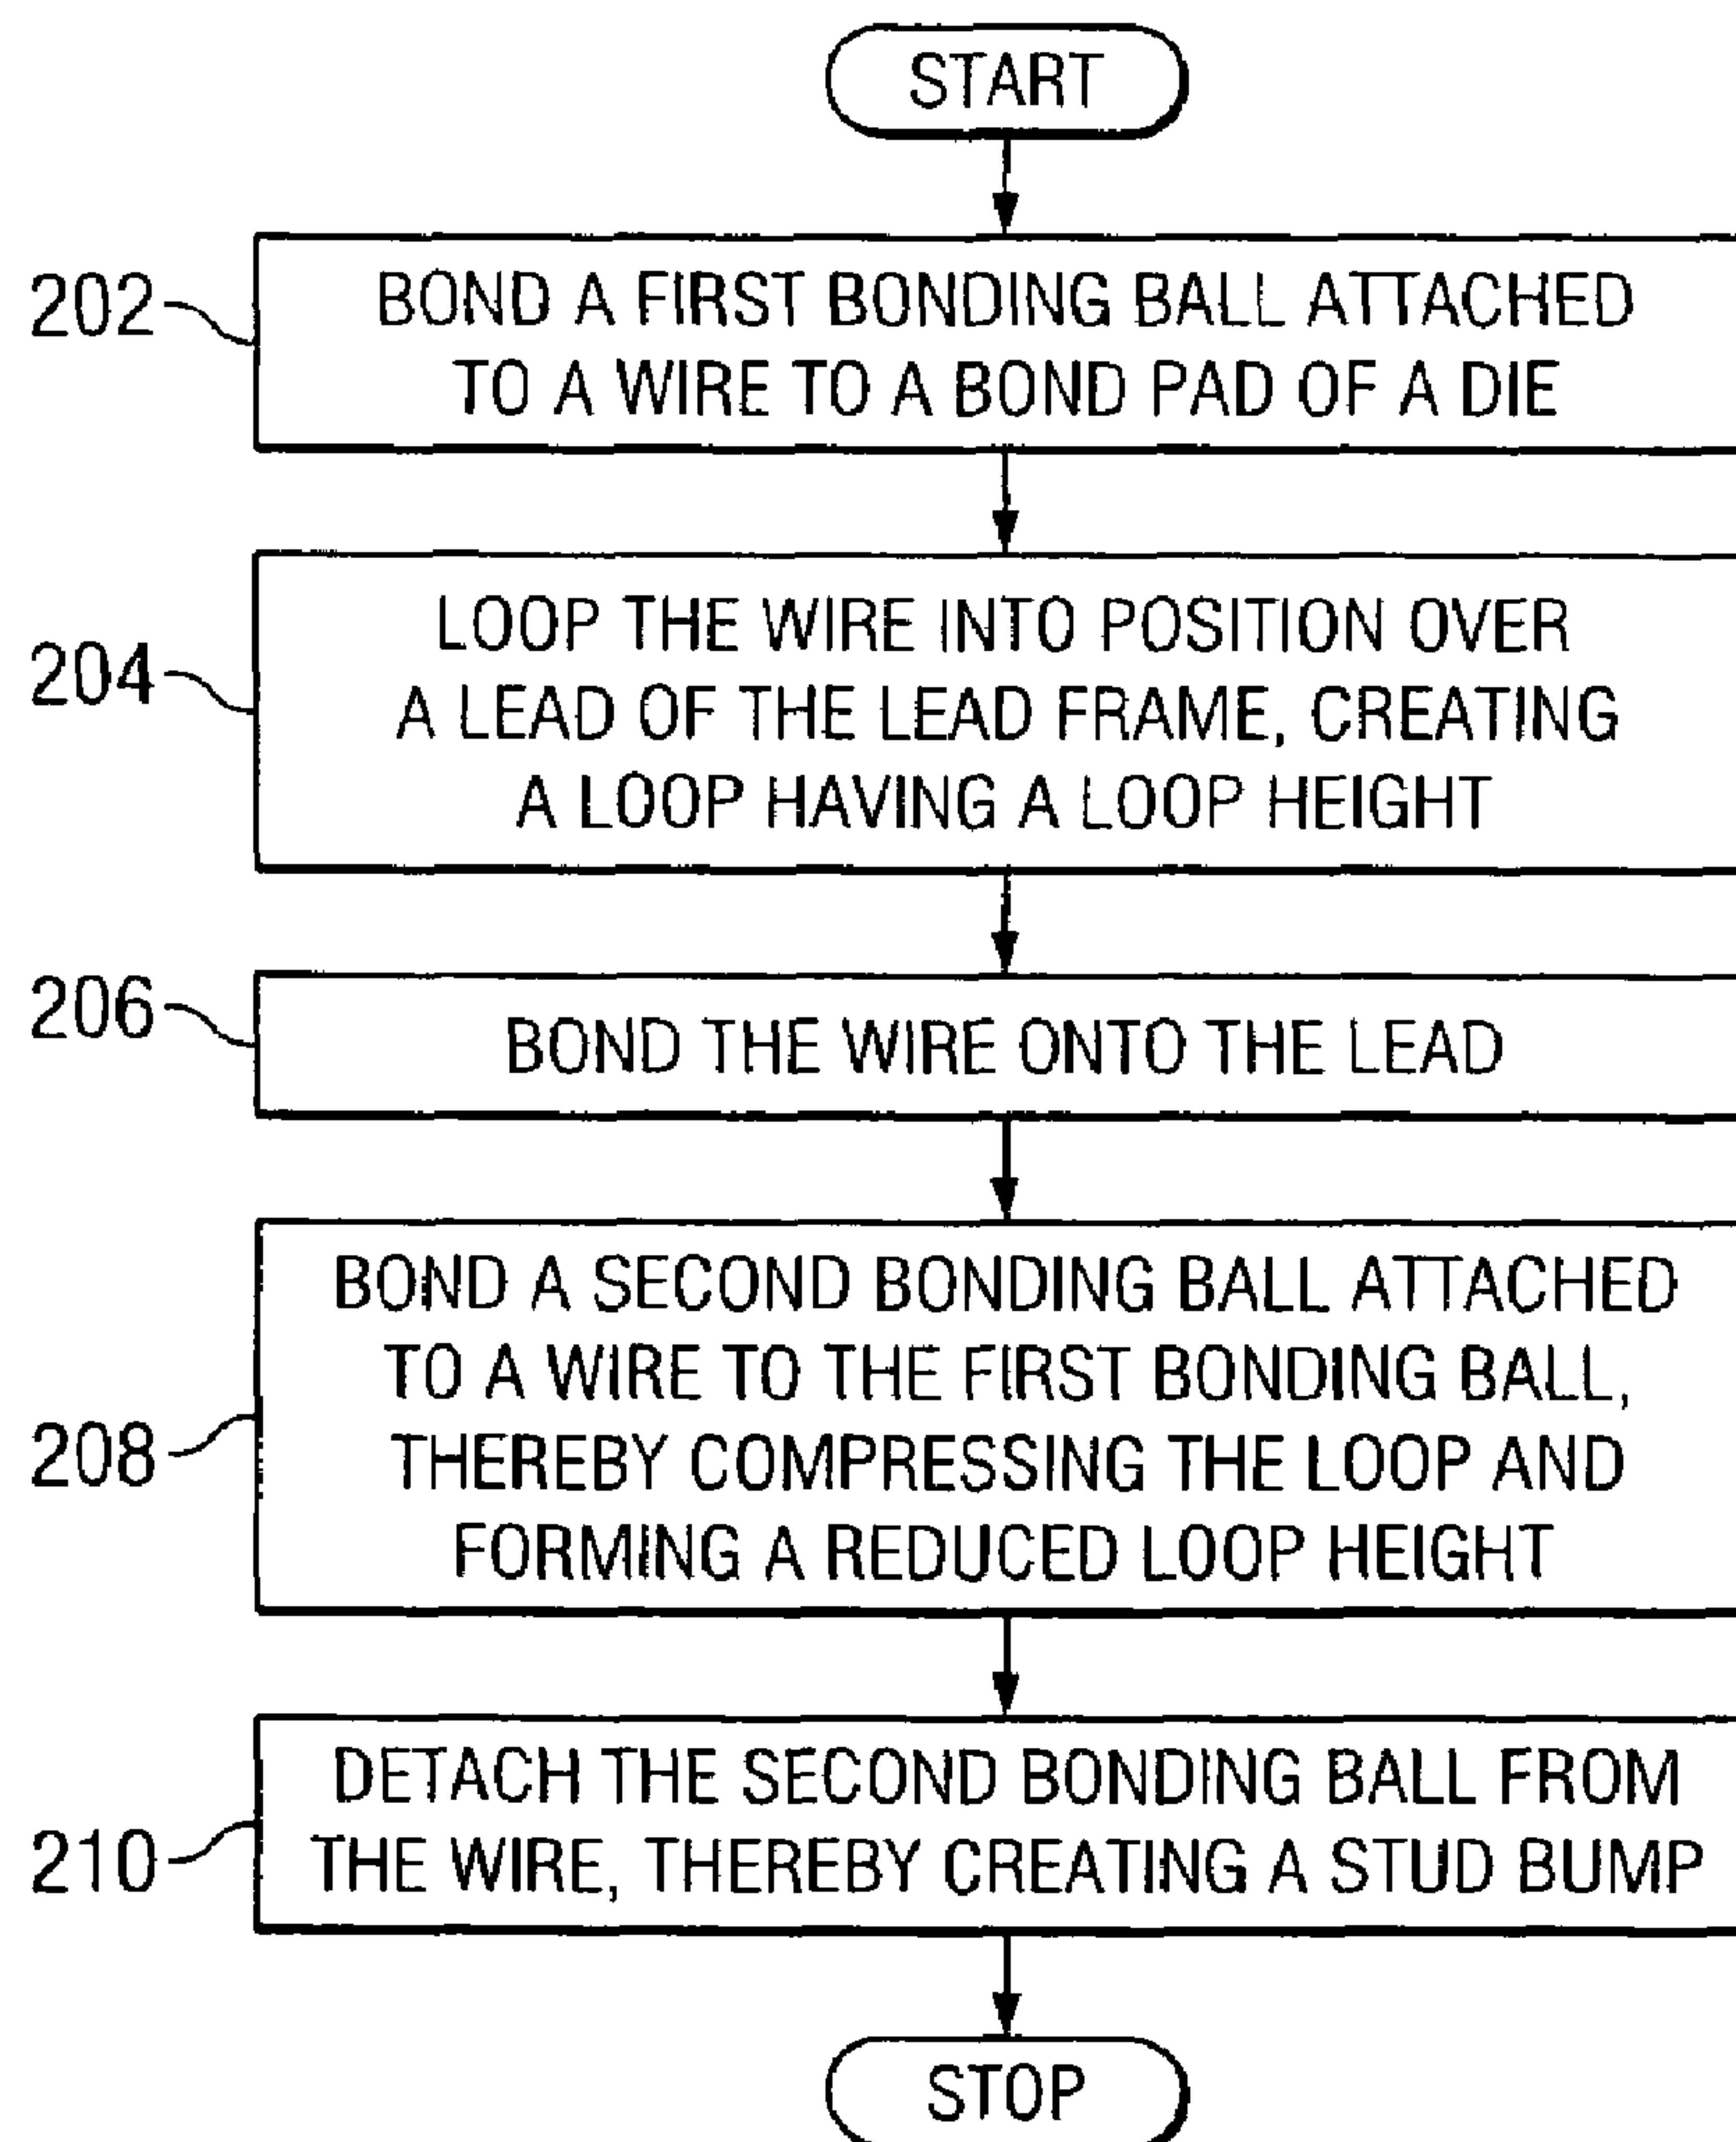 START
202
BOND A FIRST BONDING BALL ATTACHED
TO A WIRE TO A BOND PAD OF A DIE
204
LOOP THE WIRE INTO POSITION OVER
A LEAD OF THE LEAD FRAME, CREATING
A LOOP HAVING A LOOP HEIGHT
206
BOND THE WIRE ONTO THE LEAD
208
BOND A SECOND BONDING BALL ATTACHED
TO A WIRE TO THE FIRST BONDING BALL,
THEREBY COMPRESSING THE LOOP AND
FORMING A REDUCED LOOP HEIGHT
210
DETACH THE SECOND BONDING BALL FROM
THE WIRE, THEREBY CREATING A STUD BUMP
STOP